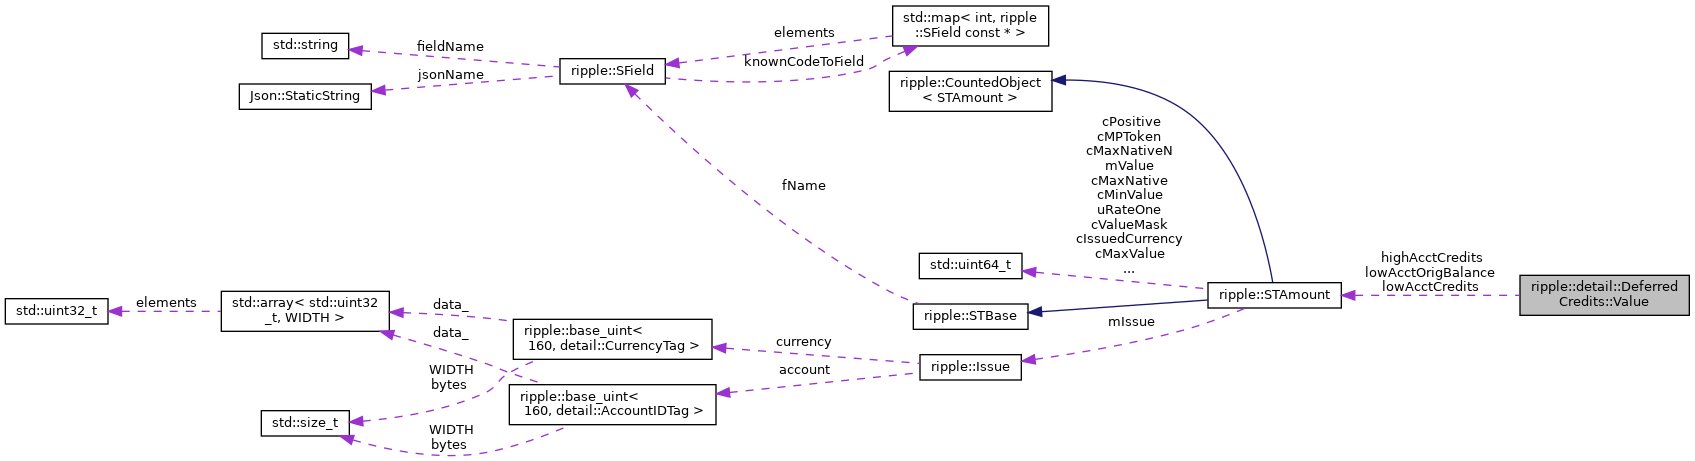 std::map< int, ripple
::SField const * >
elements
std::string
fieldName
knownCodeToField
ripple::SField
jsonName
Json::StaticString
ripple::CountedObject
< STAmount >
cPositive
cMPToken
cMaxNativeN
mValue
cMaxNative
cMinValue
uRateOne
cValueMask
cIssuedCurrency
cMaxValue
...
fName
std::uint64_t
highAcctCredits
lowAcctOrigBalance
lowAcctCredits
ripple::detail::Deferred
Credits::Value
ripple::STAmount
elements
std::array< std::uint32
_t, WIDTH >
std::uint32_t
data_
ripple::STBase
mIssue
data_
ripple::base_uint<
160, detail::CurrencyTag >
currency
ripple::Issue
account
WIDTH
bytes
ripple::base_uint<
160, detail::AccountIDTag >
std::size_t
WIDTH
bytes